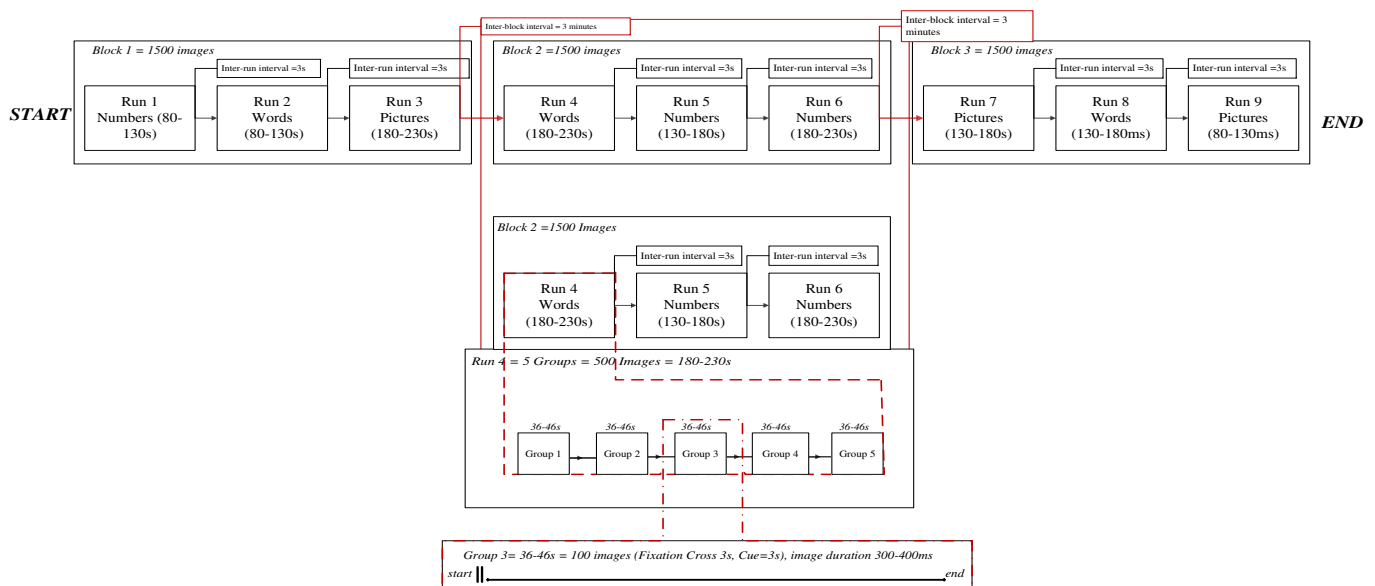 Inter-block interval = 3 minutes
Inter-block interval = 3
minutes
Block 1 = 1500 images
Block 2 =1500 images
Block 3 = 1500 images
Inter-run interval =3s
Inter-run interval =3s
Inter-run interval =3s
Inter-run interval =3s
Inter-run interval =3s
Inter-run interval =3s
START
Run 1
Numbers (80-
130s)
Run 2
Words
(80-130s)
Run 3
Pictures
(180-230s)
Run 4
Words
(180-230s)
Run 5
Numbers
(130-180s)
Run 6
Numbers
(180-230s)
Run 7
Pictures
(130-180s)
Run 8
Words
(130-180ms)
Run 9
Pictures
(80-130ms)
END
Block 2 =1500 Images
Inter-run interval =3s
Inter-run interval =3s
Run 4
Words
(180-230s)
Run 5
Numbers
(130-180s)
Run 6
Numbers
(180-230s)
Run 4 = 5 Groups = 500 Images = 180-230s
36-46s
36-46s
36-46s
36-46s
36-46s
Group 1
Group 2
Group 3
Group 4
Group 5
Group 3= 36-46s = 100 images (Fixation Cross 3s, Cue=3s), image duration 300-400ms
start
end